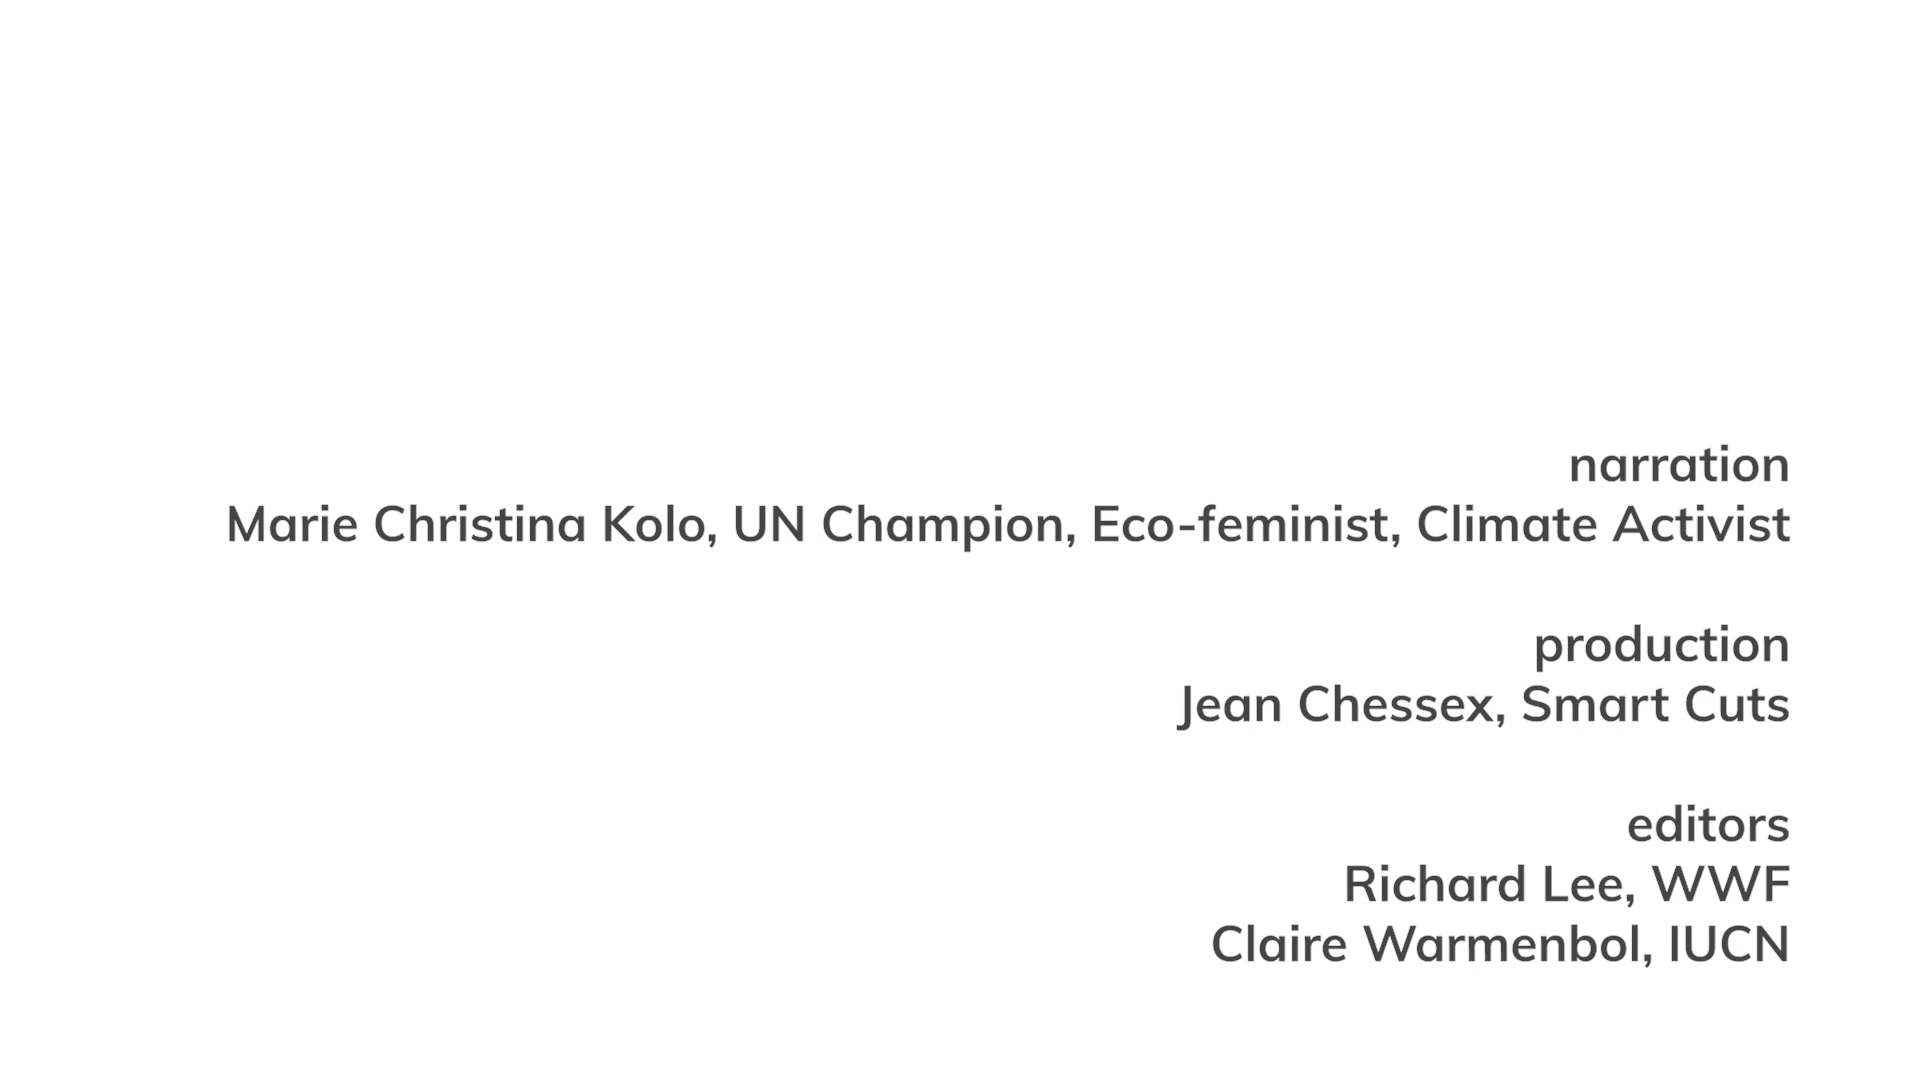 narration
Marie Christina Kolo, UN Champion, Eco-feminist, Climate Activist
production
Jean Chessex, Smart Cuts
editors
Richard Lee, WWF
Claire Warmenbol, IUCN